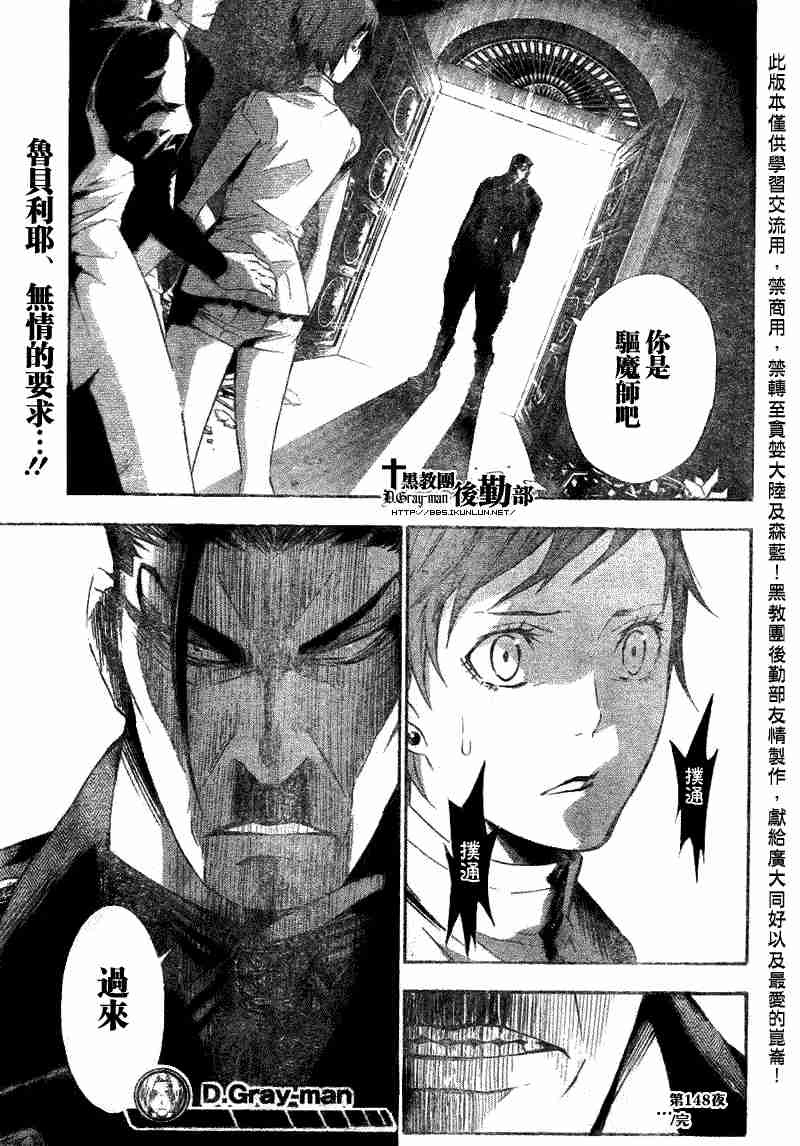 此版本僅供學習交流用，禁商用，禁轉至貪婪大陸及森藍！黑教團後勤部友情製作，獻給廣大同好以及最愛的崑崙！
你是
驅魔師吧
魯貝利耶、無情的要求…!!
黑教團
D.Gray-man 後勤部
HTTP://BBS.IKUNLUN.NET/
撲通
撲通
過來
D.Gray-man
第148夜
……/完